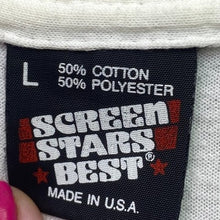 L
50% COTTON
50% POLYESTER
SCREEN
STARS
BEST®
MADE IN U.S.A.